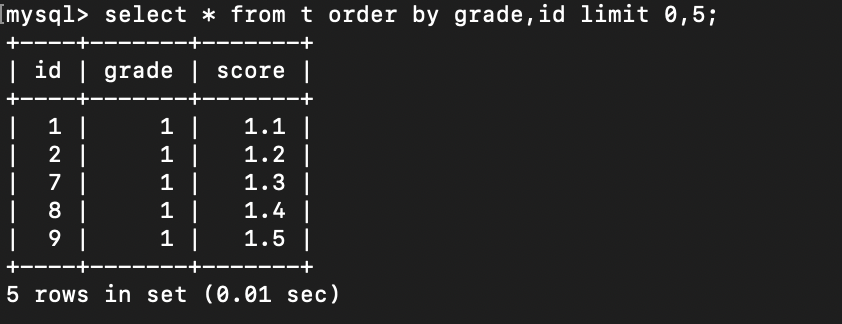 [mysql> select * from t order by grade,id limit 0,5;
+----+-------+-------+
| id | grade | score |
+----+-------+-------+
|  1 |     1 |   1.1 |
|  2 |     1 |   1.2 |
|  7 |     1 |   1.3 |
|  8 |     1 |   1.4 |
|  9 |     1 |   1.5 |
+----+-------+-------+
5 rows in set (0.01 sec)